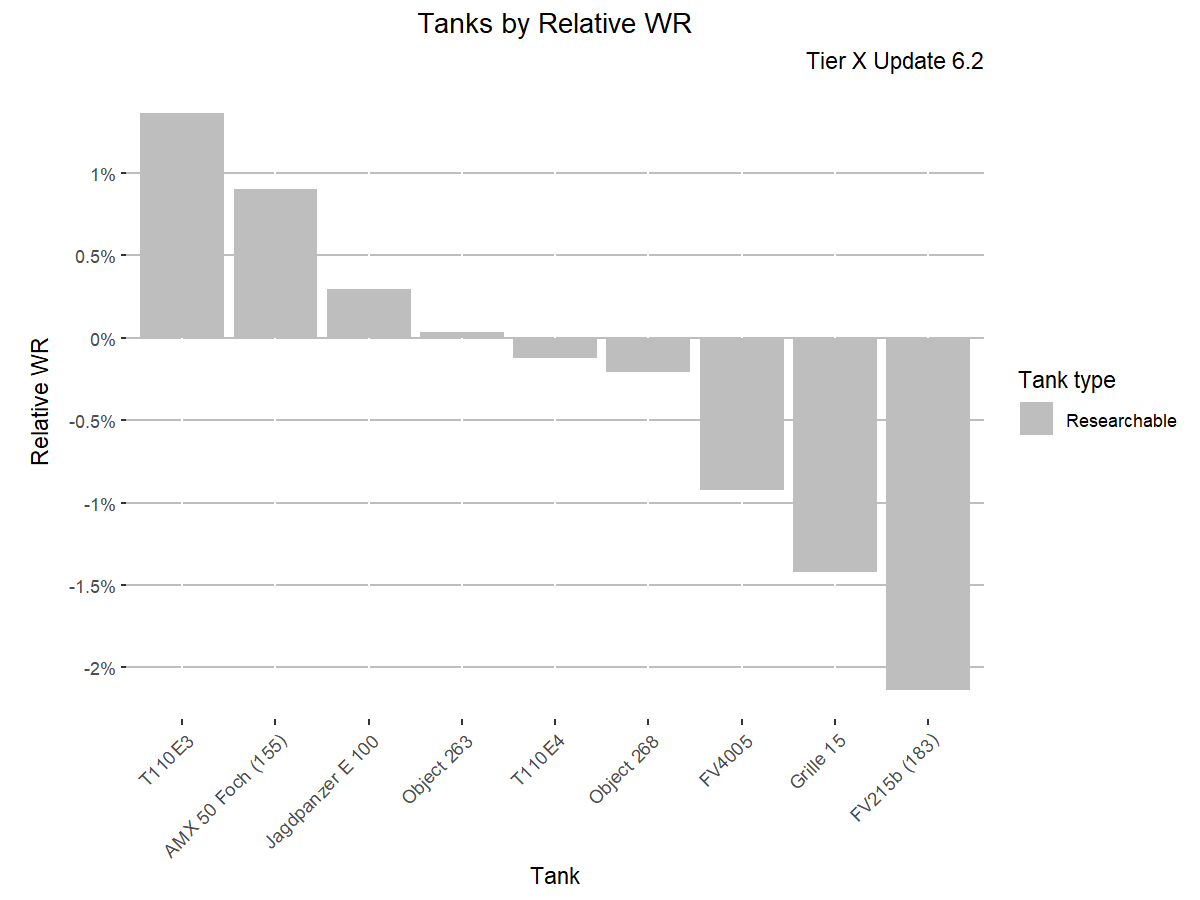 Tanks by Relative WR
Tier X Update 6.2
Relative WR
1%
0.5%
0%
-0.5%
-1%
-1.5%
-2%
T110E3
AMX 50 Foch (155)
Jagdpanzer E 100
Object 263
T110E4
Object 268
FV4005
Grille 15
FV215b (183)
Tank
Tank type
Researchable